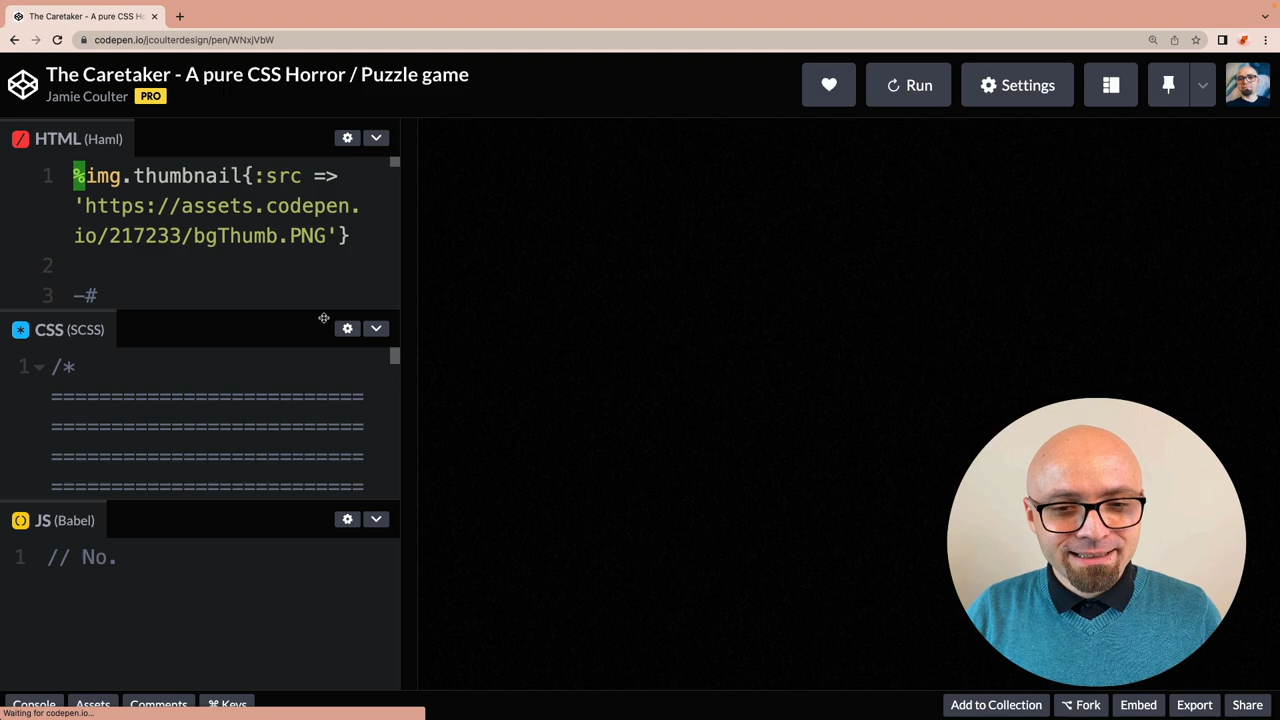 The Caretaker - A pure CSS Ho
codepen.io/jcoulterdesign/pen/WNxjVbW
The Caretaker - A pure CSS Horror / Puzzle game
Jamie Coulter PRO
Run
Settings
HTML (Haml)
1 %img.thumbnail{:src =>
'https://assets.codepen.
io/217233/bgThumb.PNG'}
2
3 -#
CSS (SCSS)
1 /*
==========================
==========================
==========================
==========================
JS (Babel)
1 // No.
Console Assets Comments ⌘ Keys
Waiting for codepen.io...
Add to Collection Fork Embed Export Share